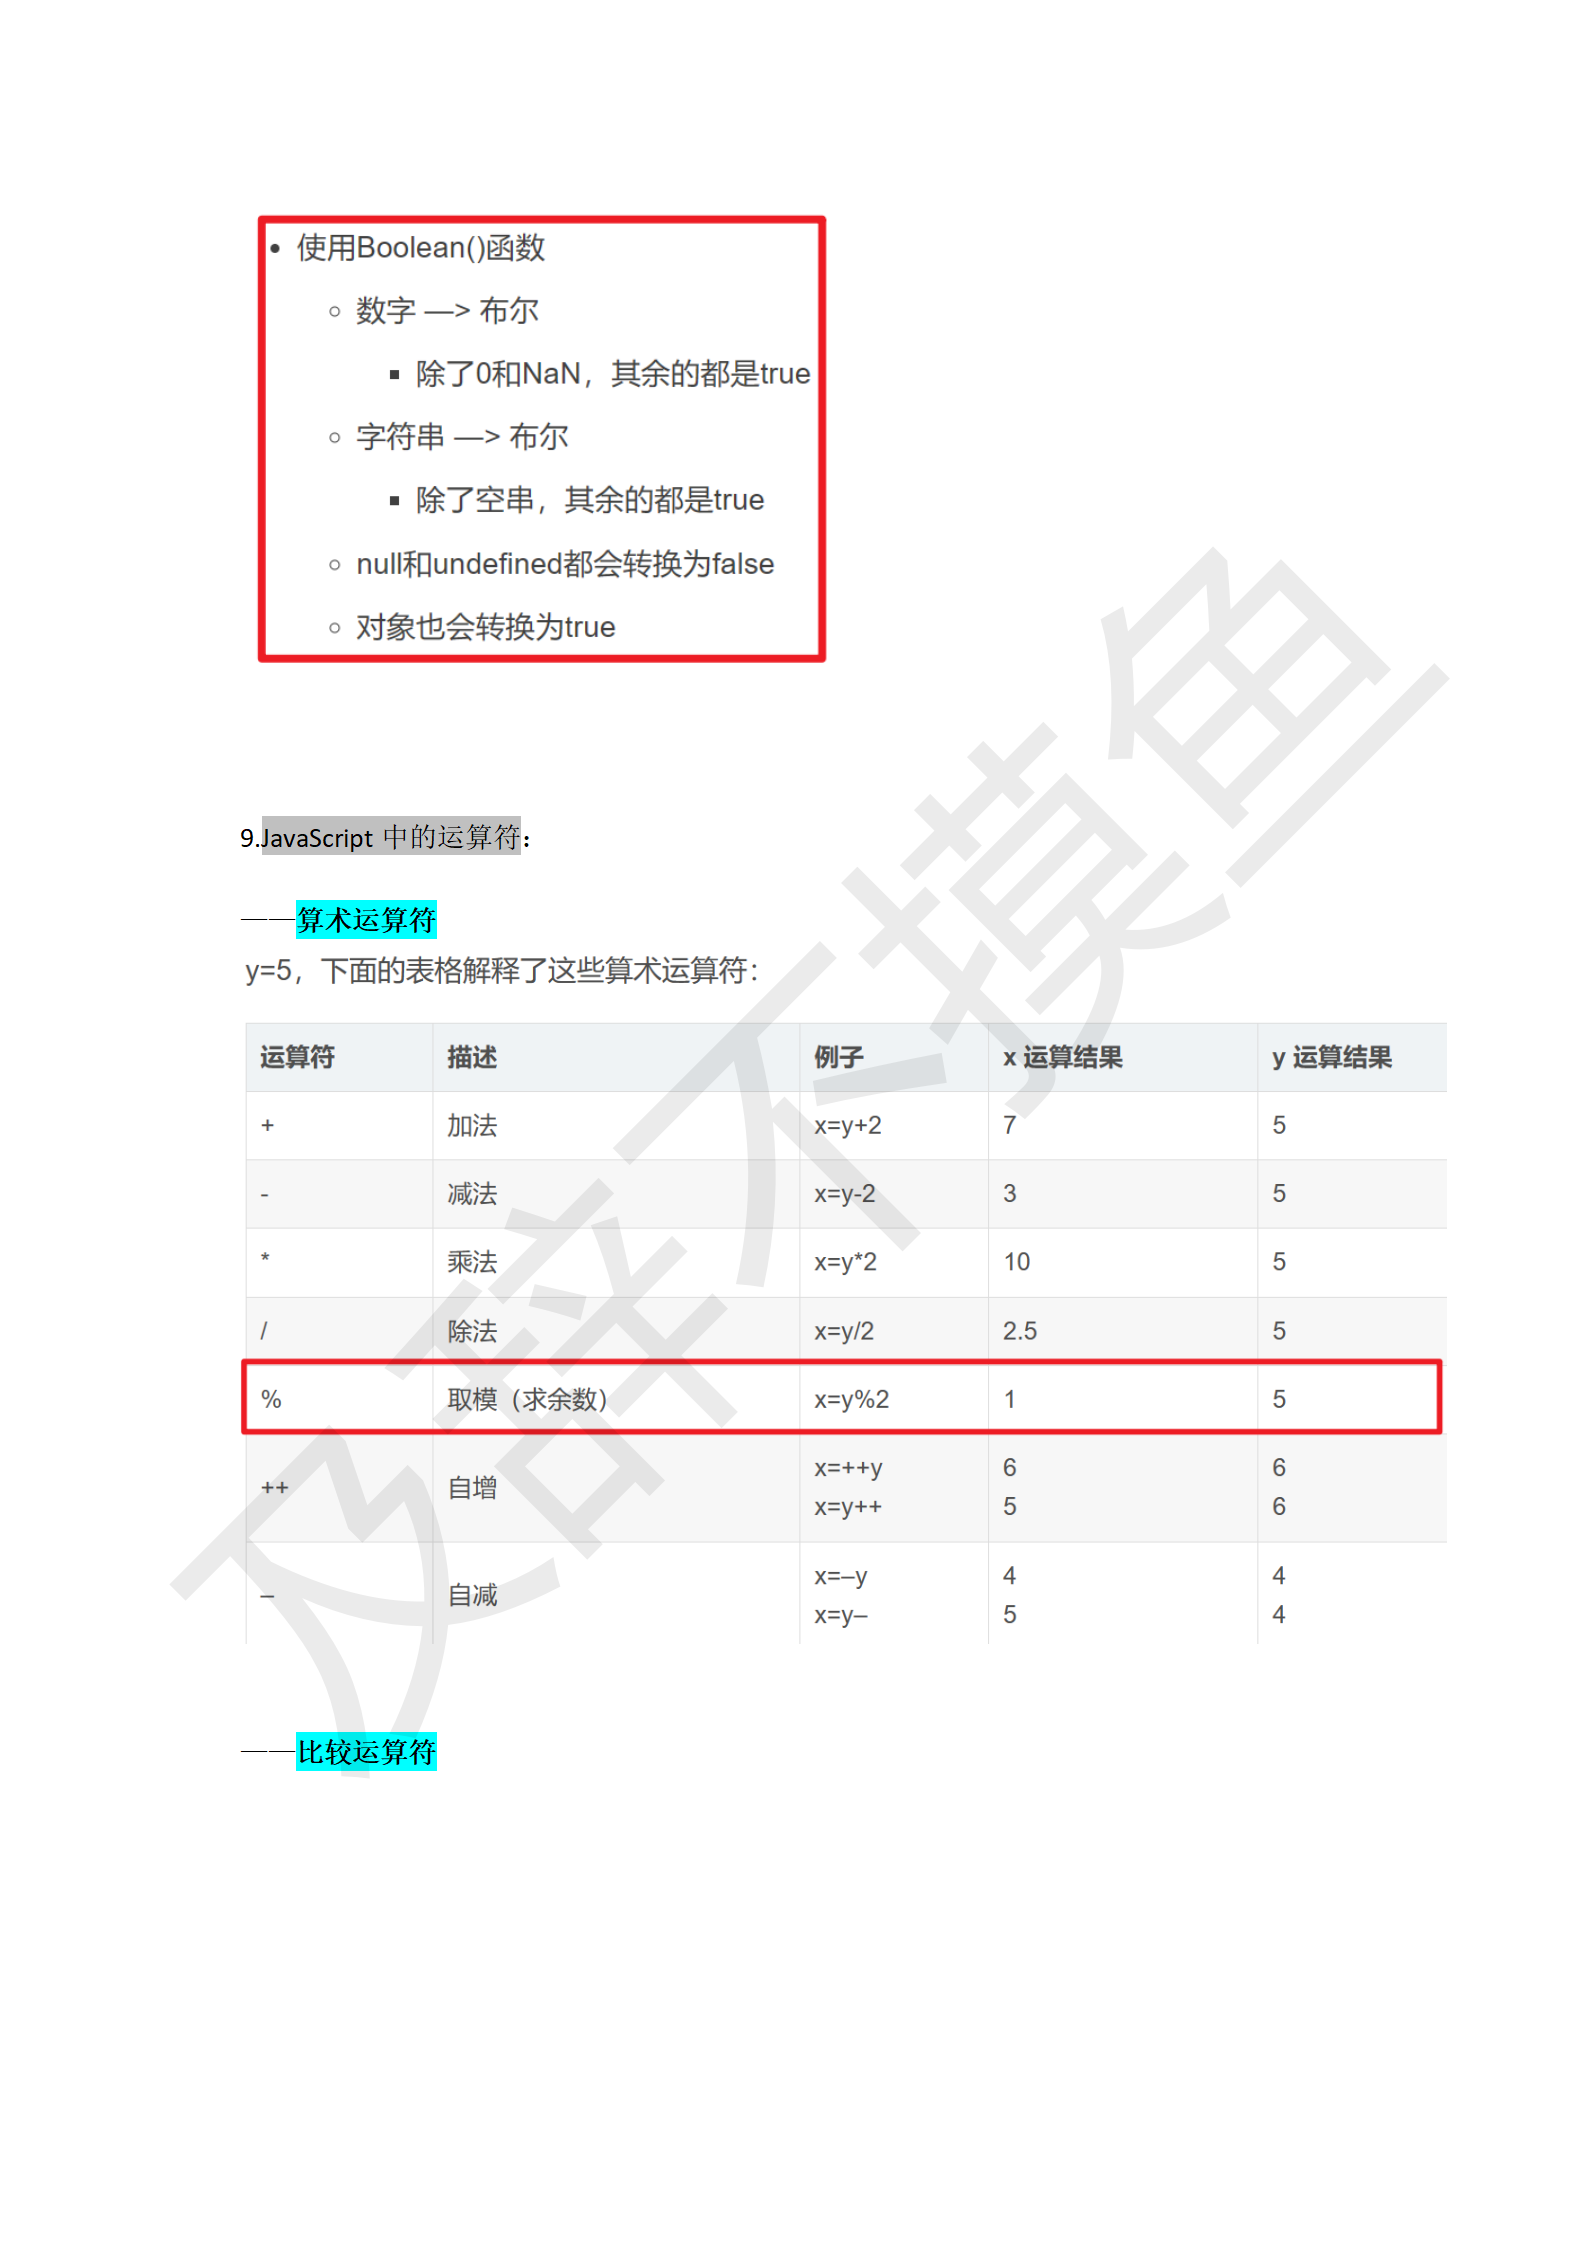 使用Boolean()函数
数字 —> 布尔
除了0和NaN，其余的都是true
字符串 —> 布尔
除了空串，其余的都是true
null和undefined都会转换为false
对象也会转换为true
9.JavaScript 中的运算符：
——算术运算符
y=5，下面的表格解释了这些算术运算符：
运算符 描述 例子 x 运算结果 y 运算结果
+ 加法 x=y+2 7 5
- 减法 x=y-2 3 5
* 乘法 x=y*2 10 5
/ 除法 x=y/2 2.5 5
% 取模（求余数） x=y%2 1 5
++ 自增 x=++y 6 6
x=y++ 5 6
– 自减 x=–y 4 4
x=y– 5 4
——比较运算符
及辞不摸鱼